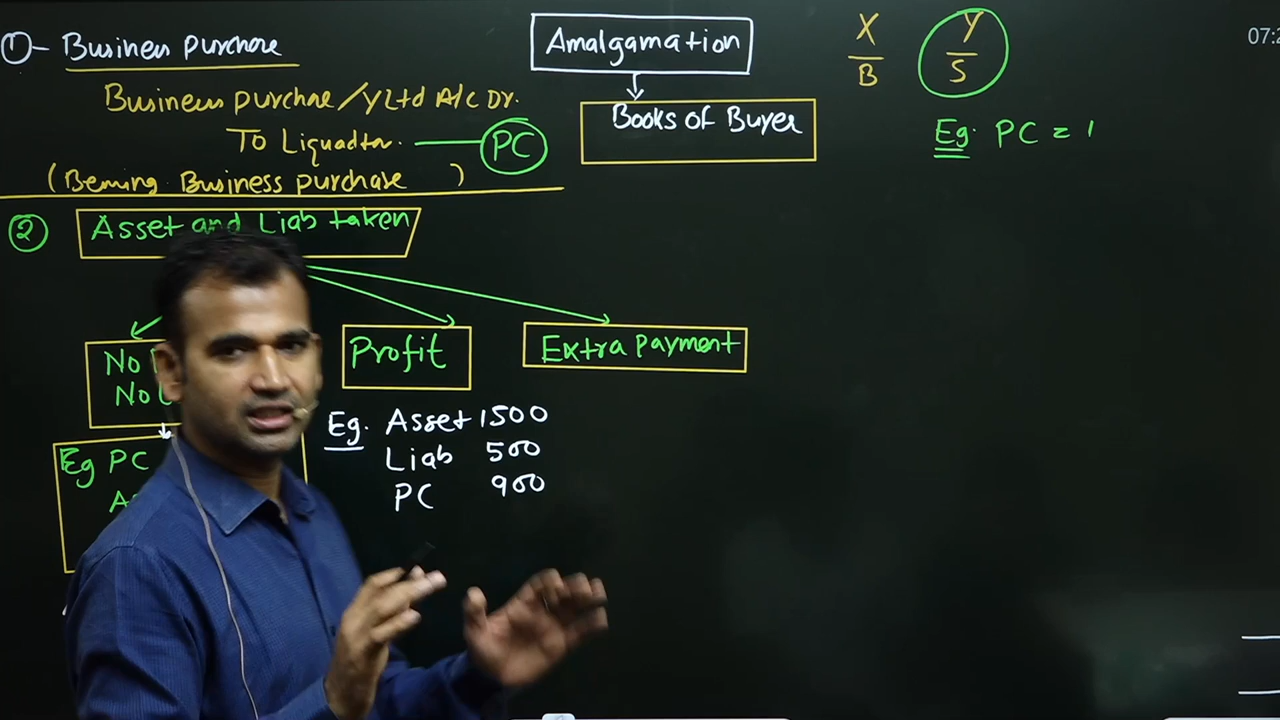 ① - Business purchase
Business purchae / Y Ltd A/C Dr.
To Liquadtor. PC
( Beming Business purchase )
② Asset and Liab taken
No
No
Eg PC
Profit
Eg. Asset 1500
Liab 500
PC 900
Extra payment
Amalgamation
Books of Buyer
X Y
B S
Eg. PC = 1
07:2